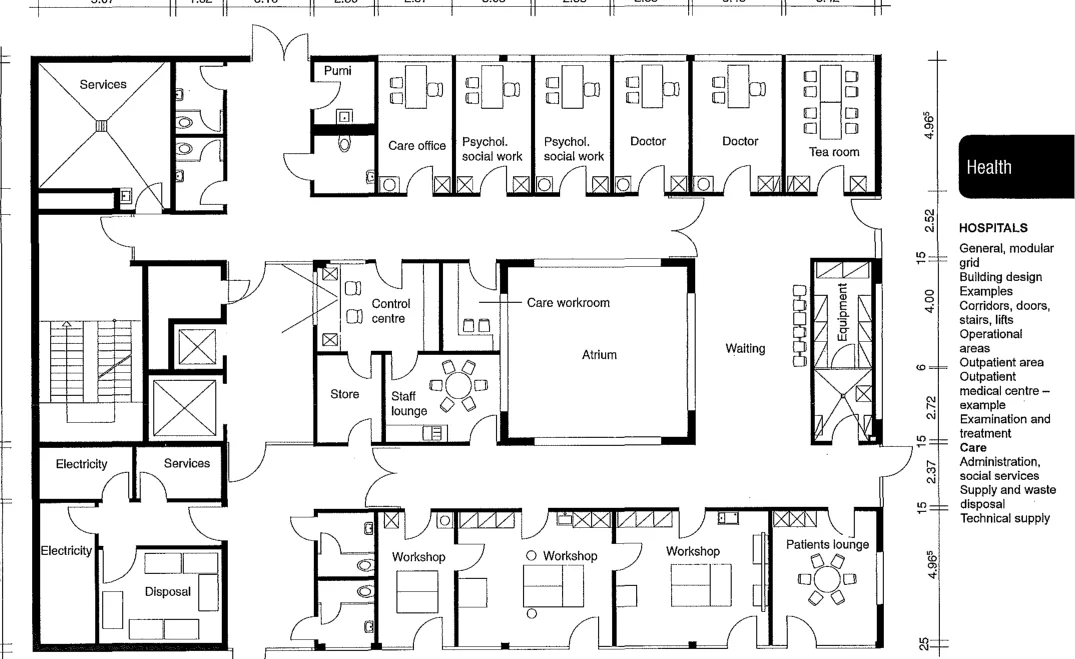 Services
Pumi
Care office
Psychol.
social work
Psychol.
social work
Doctor
Doctor
Tea room
4.96⁵
Health
2.52
15
HOSPITALS
General, modular
grid
Building design
Examples
Corridors, doors,
stairs, lifts
Operational
areas
Outpatient area
Outpatient
medical centre –
example
Examination and
treatment
Care
Administration,
social services
Supply and waste
disposal
Technical supply
Control
centre
Care workroom
Equipment
4.00
Atrium
Waiting
6
Store
Staff
lounge
2.72
15
Electricity
Services
2.37
15
Electricity
Disposal
Workshop
Workshop
Workshop
Patients lounge
4.96⁵
25